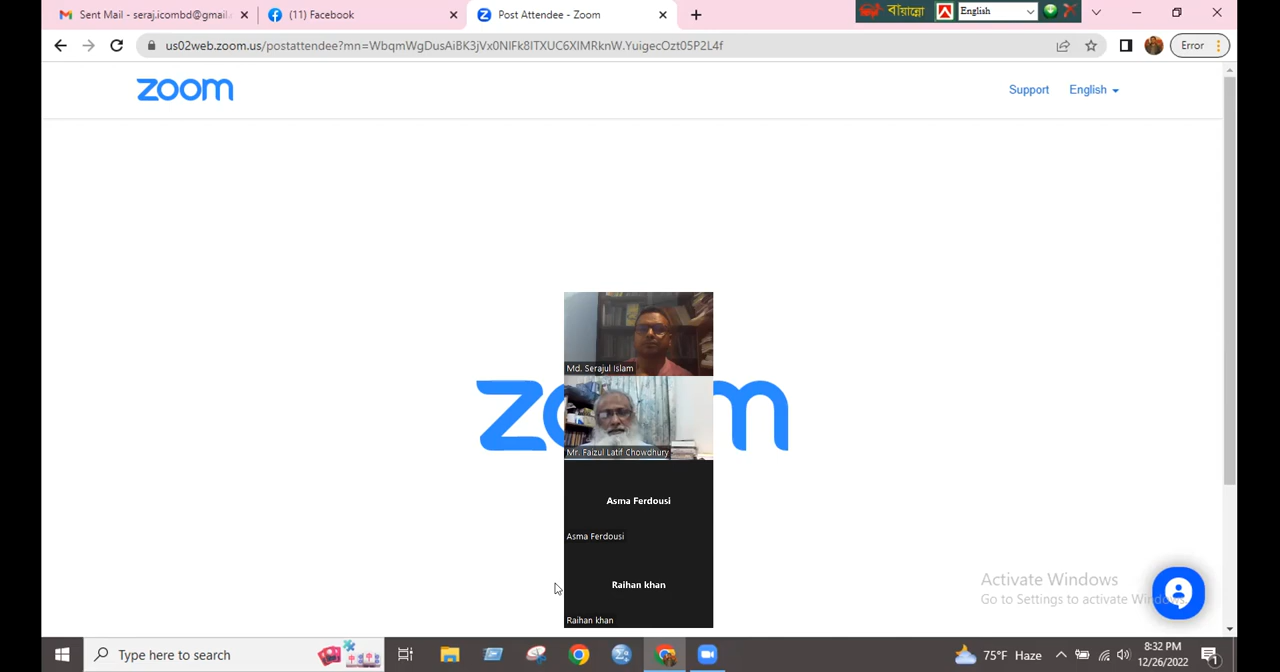 Sent Mail - seraj.icombd@gmail.
(11) Facebook
Post Attendee - Zoom
বাঁয়ান্নো
English
us02web.zoom.us/postattendee?mn=WbqmWgDusAiBK3jVx0NIFk8ITXUC6XIMRknW.YuigecOzt05P2L4f
Error
zoom
Support
English
Md. Serajul Islam
Mr. Faizul Latif Chowdhury
Asma Ferdousi
Asma Ferdousi
Raihan khan
Raihan khan
Activate Windows
Go to Settings to activate Windows.
Type here to search
75°F Haze
8:32 PM
12/26/2022